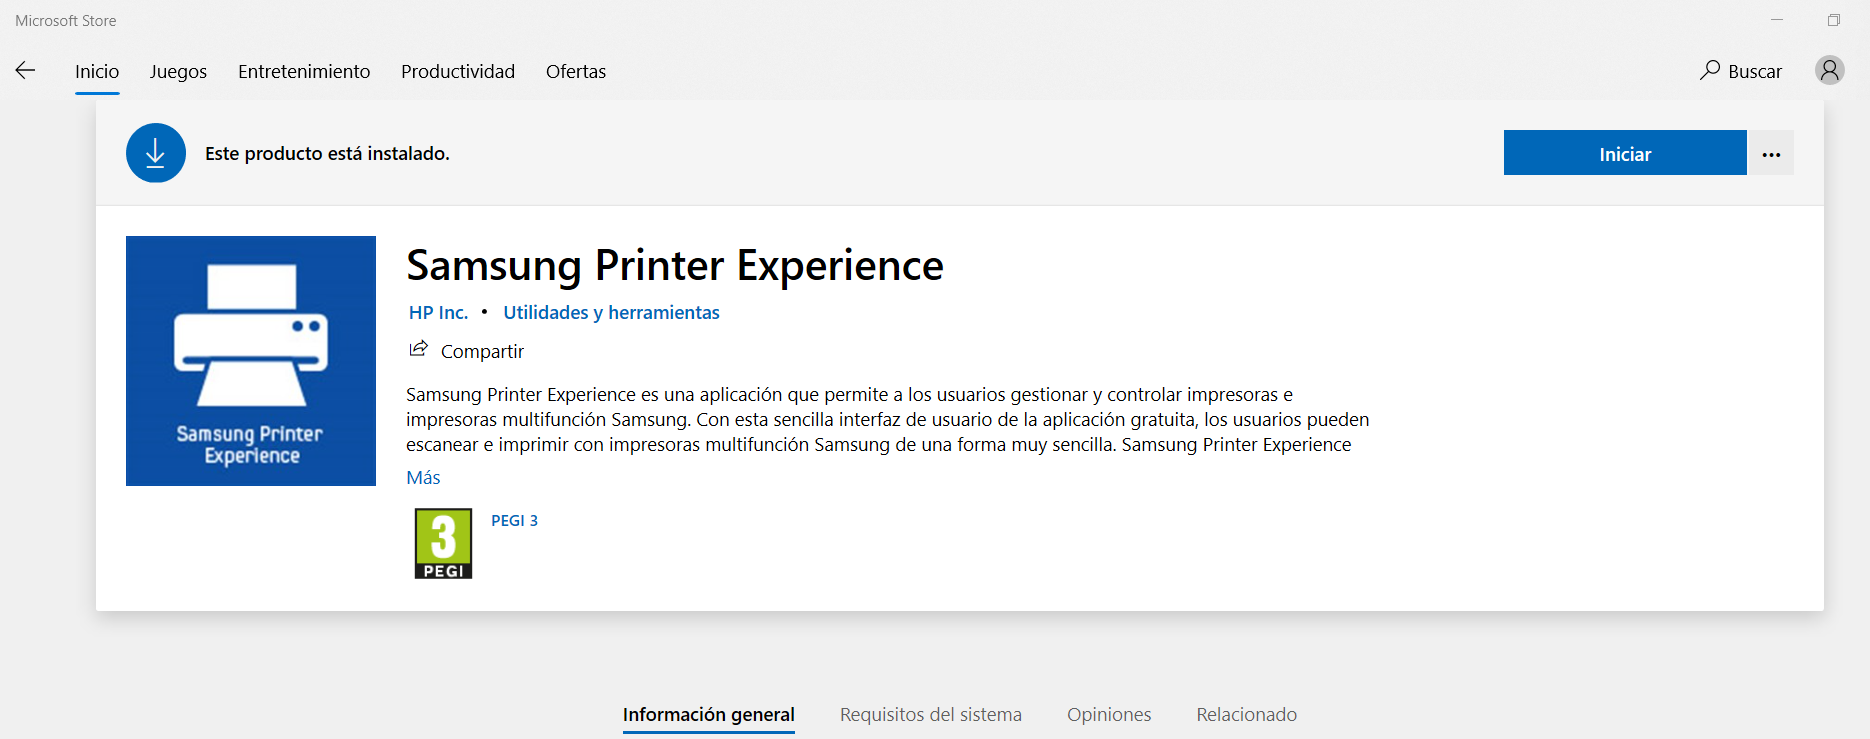 Microsoft Store
Inicio Juegos Entretenimiento Productividad Ofertas Buscar
Este producto está instalado. Iniciar
Samsung Printer Experience
HP Inc. • Utilidades y herramientas
Compartir
Samsung Printer Experience es una aplicación que permite a los usuarios gestionar y controlar impresoras e
impresoras multifunción Samsung. Con esta sencilla interfaz de usuario de la aplicación gratuita, los usuarios pueden
escanear e imprimir con impresoras multifunción Samsung de una forma muy sencilla. Samsung Printer Experience
Más
Samsung Printer
Experience
3
PEGI
PEGI 3
Información general Requisitos del sistema Opiniones Relacionado